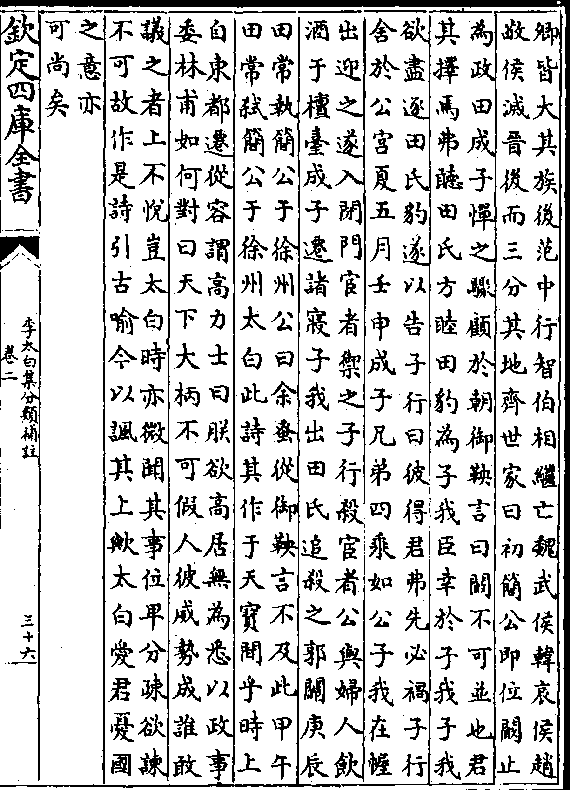 卿皆大其族後范中行智伯相繼亡魏武侯韓哀侯趙
敬侯滅晉後而三分其地齊世家曰初簡公即位闞止
為政田成子憚之驟顧於朝御鞅言曰闞不可並也君
其擇焉弗聽田氏方睦田豹為子我臣幸於子我子我
欲盡逐田氏豹遂以告子行曰彼得君弗先必禍子行
舍於公宮夏五月壬申成子兄弟四乘如公子我在幄
出迎之遂入閉門宦者禦之子行殺宦者公與婦人飲
酒于檀臺成子遷諸寢子我出田氏追殺之郭關庚辰
田常執簡公于徐州公曰余蚤從御鞅言不及此甲午
田常弒簡公于徐州太白此詩其作于天寶間乎時上
自東都還從容謂高力士曰朕欲高居無為悉以政事
委林甫如何對曰天下大柄不可假人彼威勢成誰敢
議之者上不悅豈太白時亦微聞其事位卑分疎欲諫
不可故作是詩引古喻今以諷其上歟太白愛君憂國
之意亦
可尚矣
欽定四庫全書
李太白集分類補註
卷二
三十六